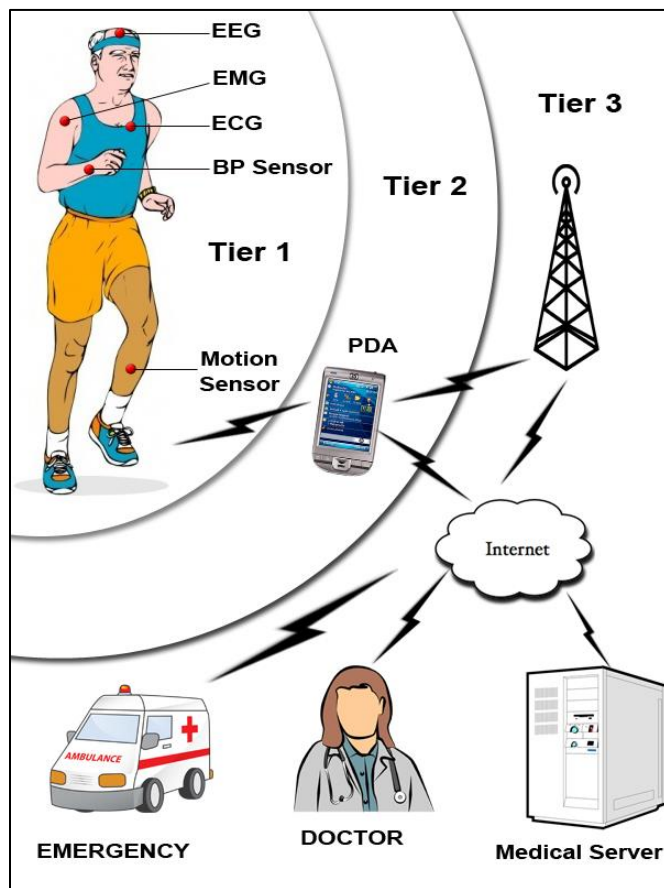 EEG
EMG
ECG
BP Sensor
Tier 1
Tier 2
Tier 3
Motion
Sensor
PDA
Internet
AMBULANCE
EMERGENCY
DOCTOR
Medical Server